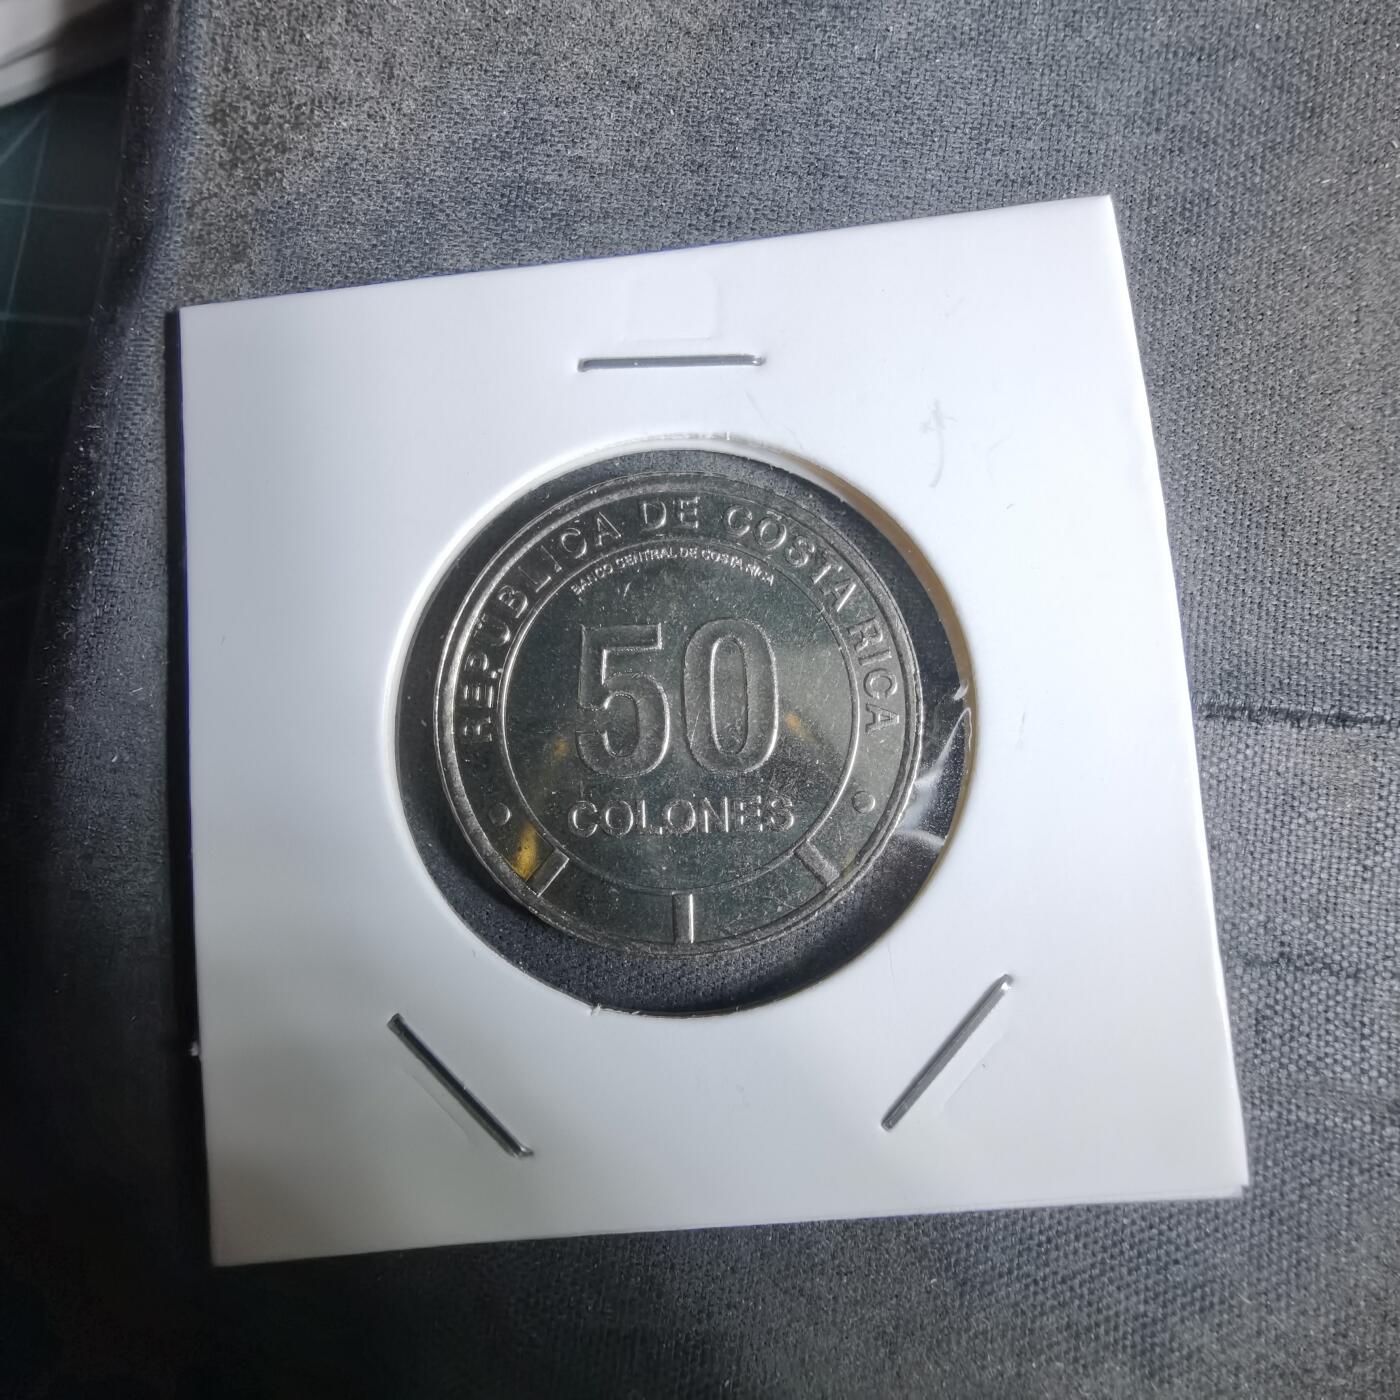 REPUBLICA DE COSTA RICA
BANCO CENTRAL DE COSTA RICA
50
COLONES